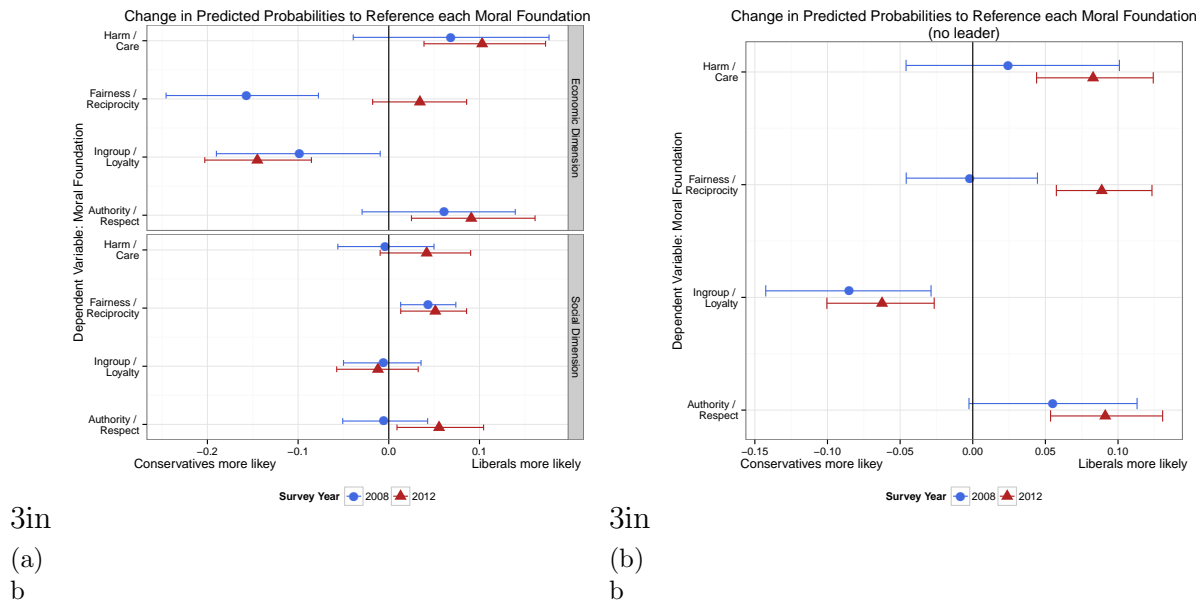 Change in Predicted Probabilities to Reference each Moral Foundation
Dependent Variable: Moral Foundation
Harm /
Care
Fairness /
Reciprocity
Ingroup /
Loyalty
Authority /
Respect
Economic Dimension
Harm /
Care
Fairness /
Reciprocity
Ingroup /
Loyalty
Authority /
Respect
Social Dimension
−0.2 −0.1 0.0 0.1
Conservatives more likey Liberals more likely
Survey Year 2008 2012
3in
(a)
b
Change in Predicted Probabilities to Reference each Moral Foundation
(no leader)
Dependent Variable: Moral Foundation
Harm /
Care
Fairness /
Reciprocity
Ingroup /
Loyalty
Authority /
Respect
−0.15 −0.10 −0.05 0.00 0.05 0.10
Conservatives more likey Liberals more likely
Survey Year 2008 2012
3in
(b)
b